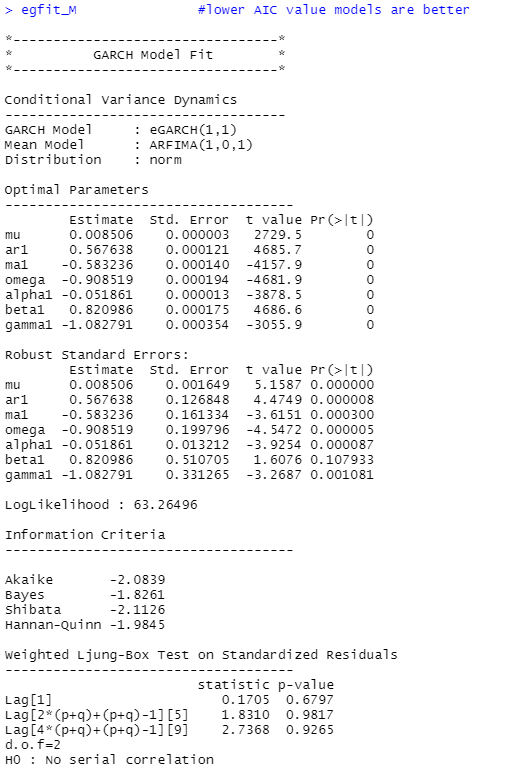 > egfit_M #lower AIC value models are better
*---------------------------------*
* GARCH Model Fit *
*---------------------------------*
Conditional Variance Dynamics
-----------------------------------
GARCH Model : eGARCH(1,1)
Mean Model : ARFIMA(1,0,1)
Distribution : norm
Optimal Parameters
------------------------------------
Estimate Std. Error t value Pr(>|t|)
mu 0.008506 0.000003 2729.5 0
ar1 0.567638 0.000121 4685.7 0
ma1 -0.583236 0.000140 -4157.9 0
omega -0.908519 0.000194 -4681.9 0
alpha1 -0.051861 0.000013 -3878.5 0
beta1 0.820986 0.000175 4686.6 0
gamma1 -1.082791 0.000354 -3055.9 0
Robust Standard Errors:
Estimate Std. Error t value Pr(>|t|)
mu 0.008506 0.001649 5.1587 0.000000
ar1 0.567638 0.126848 4.4749 0.000008
ma1 -0.583236 0.161334 -3.6151 0.000300
omega -0.908519 0.199796 -4.5472 0.000005
alpha1 -0.051861 0.013212 -3.9254 0.000087
beta1 0.820986 0.510705 1.6076 0.107933
gamma1 -1.082791 0.331265 -3.2687 0.001081
LogLikelihood : 63.26496
Information Criteria
------------------------------------
Akaike -2.0839
Bayes -1.8261
Shibata -2.1126
Hannan-Quinn -1.9845
Weighted Ljung-Box Test on Standardized Residuals
------------------------------------
statistic p-value
Lag[1] 0.1705 0.6797
Lag[2*(p+q)+(p+q)-1][5] 1.8310 0.9817
Lag[4*(p+q)+(p+q)-1][9] 2.7368 0.9265
d.o.f=2
H0 : No serial correlation